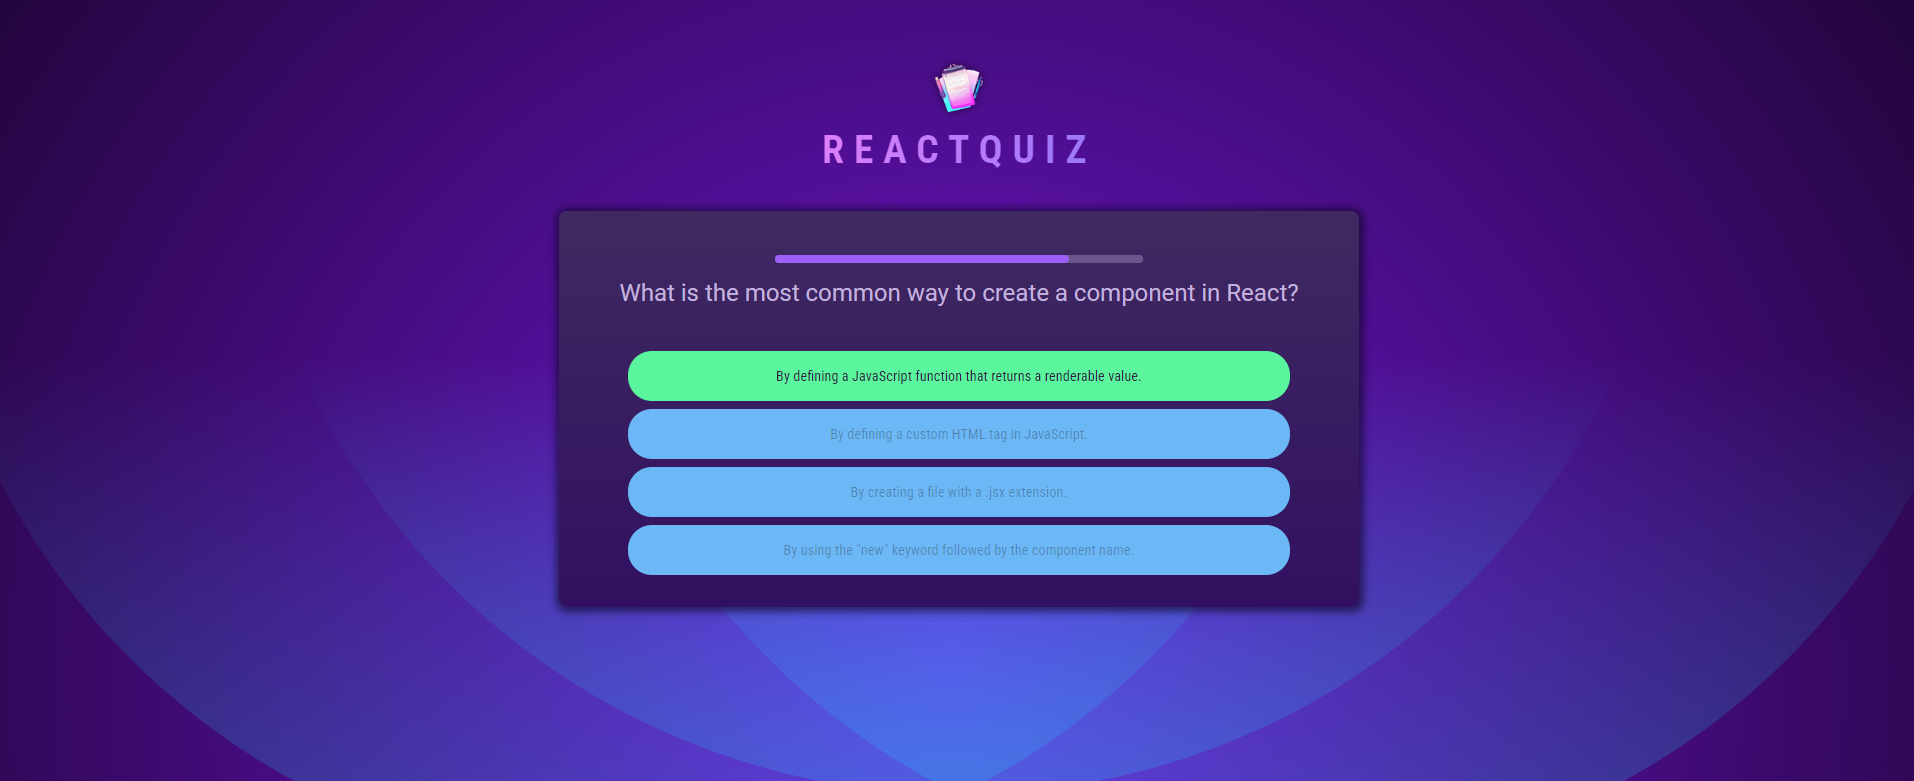 REACTQUIZ
What is the most common way to create a component in React?
By defining a JavaScript function that returns a renderable value.
By defining a custom HTML tag in JavaScript.
By creating a file with a .jsx extension.
By using the "new" keyword followed by the component name.